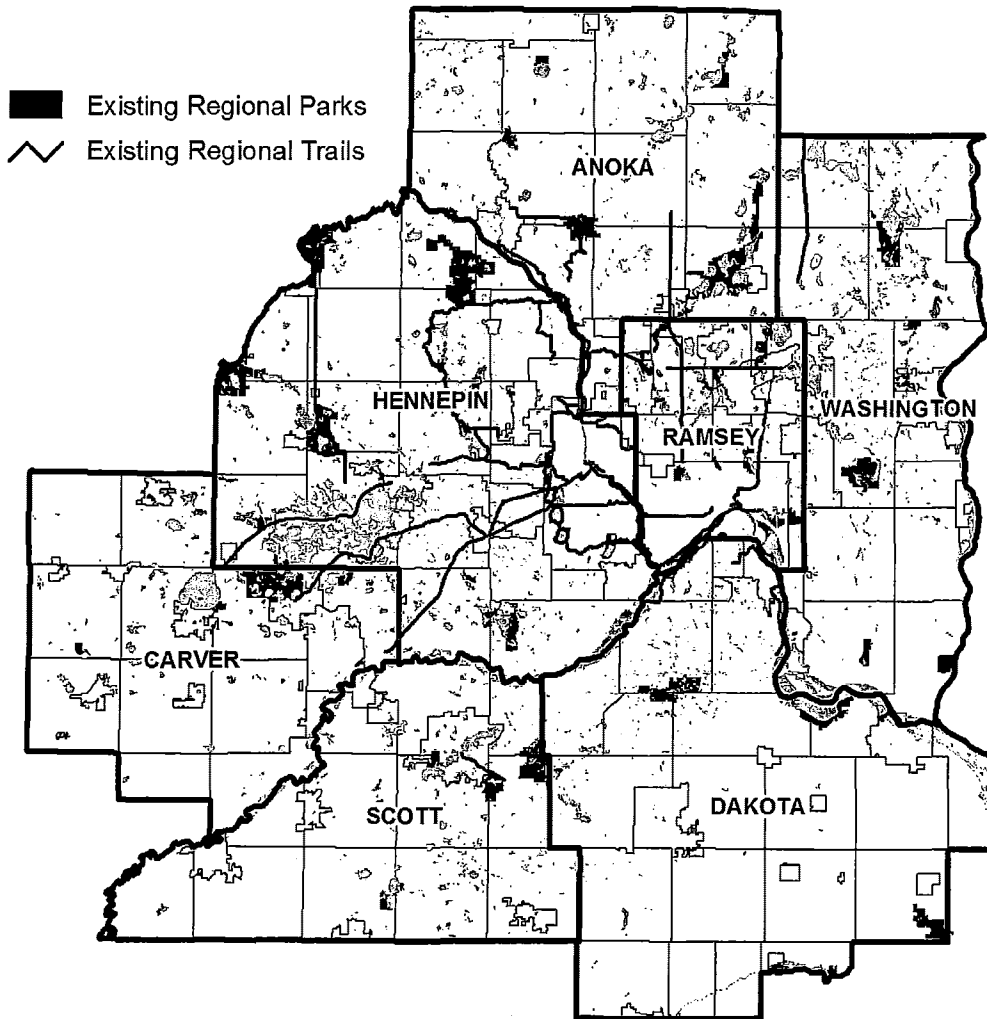 Existing Regional Parks
Existing Regional Trails
ANOKA
HENNEPIN
WASHINGTON
RAMSEY
CARVER
SCOTT
DAKOTA